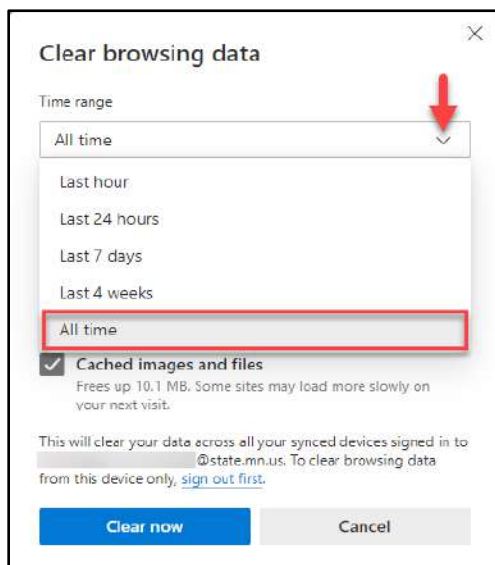 Clear browsing data
Time range
All time
Last hour
Last 24 hours
Last 7 days
Last 4 weeks
All time
Cached images and files
Frees up 10.1 MB. Some sites may load more slowly on
your next visit.
This will clear your data across all your synced devices signed in to
@state.mn.us. To clear browsing data
from this device only, sign out first.
Clear now
Cancel